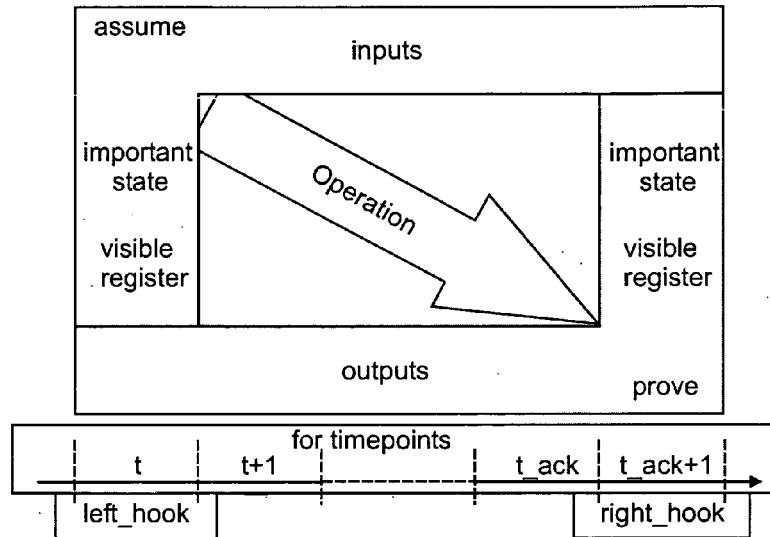 assume
inputs
important
state
visible
register
Operation
important
state
visible
register
outputs
prove
for timepoints
t t+1 t_ack t_ack+1
left_hook right_hook